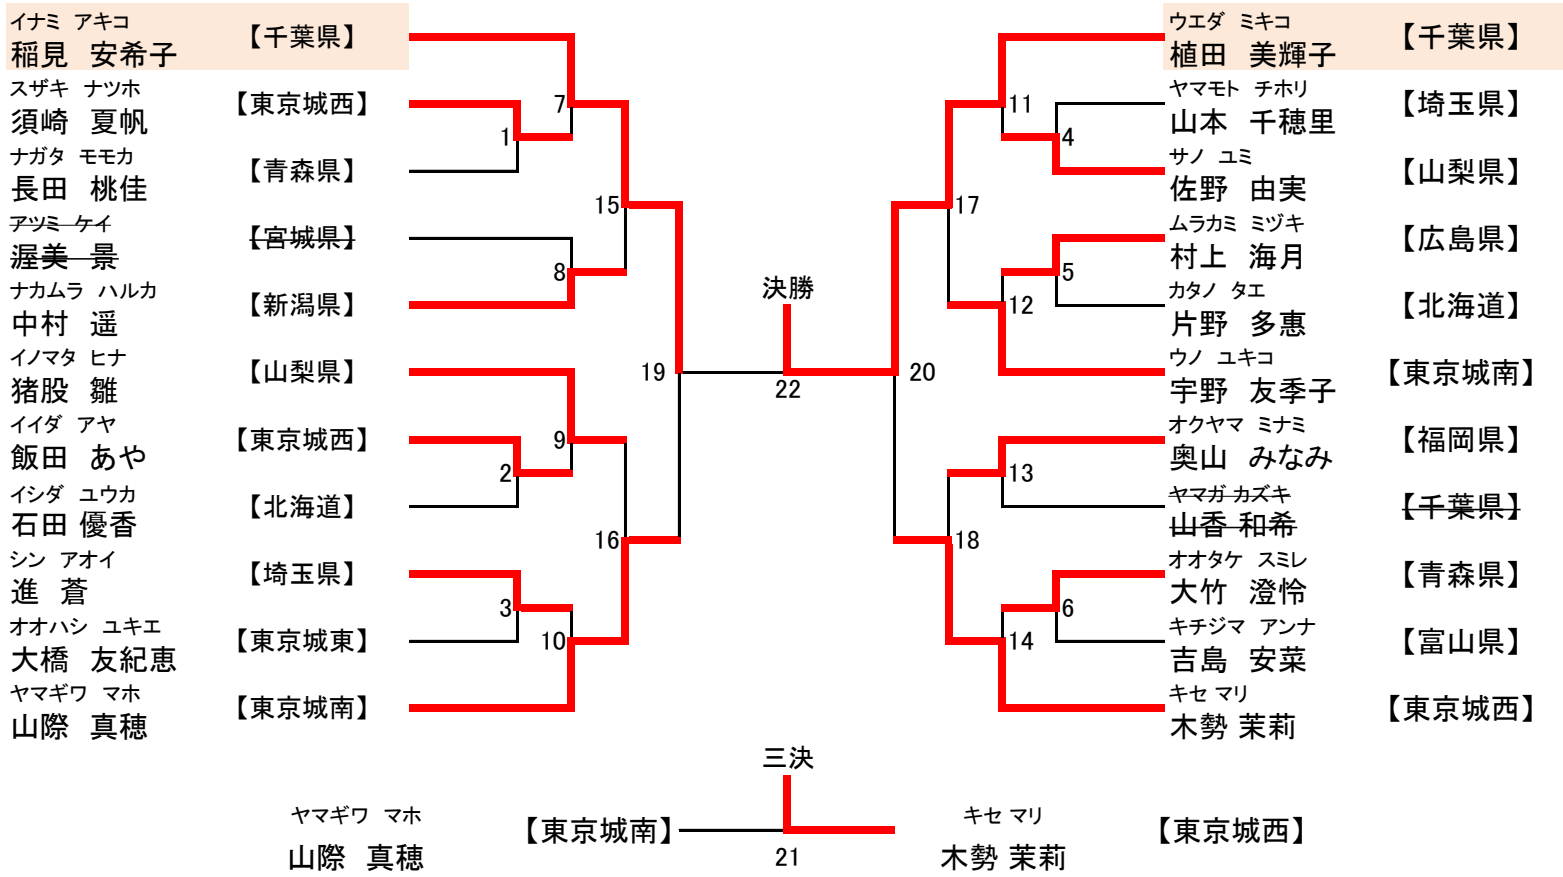 イナミ　アキコ
稲見　安希子
【千葉県】
スザキ　ナツホ
須崎　夏帆
【東京城西】
ナガタ　モモカ
長田　桃佳
【青森県】
アツミ　ケイ
渥美　景
【宮城県】
ナカムラ　ハルカ
中村　遥
【新潟県】
イノマタ　ヒナ
猪股　雛
【山梨県】
イイダ　アヤ
飯田　あや
【東京城西】
イシダ　ユウカ
石田 優香
【北海道】
シン　アオイ
進　蒼
【埼玉県】
オオハシ　ユキエ
大橋　友紀恵
【東京城東】
ヤマギワ　マホ
山際　真穂
【東京城南】
1
2
3
7
8
9
10
15
16
19
決勝
22
20
17
18
11
12
13
14
4
5
6
ウエダ　ミキコ
植田　美輝子
【千葉県】
ヤマモト　チホリ
山本　千穂里
【埼玉県】
サノ　ユミ
佐野　由実
【山梨県】
ムラカミ　ミヅキ
村上　海月
【広島県】
カタノ　タエ
片野　多惠
【北海道】
ウノ　ユキコ
宇野　友季子
【東京城南】
オクヤマ　ミナミ
奥山　みなみ
【福岡県】
ヤマガ カズキ
山香 和希
【千葉県】
オオタケ　スミレ
大竹　澄怜
【青森県】
キチジマ　アンナ
吉島　安菜
【富山県】
キセ マリ
木勢 茉莉
【東京城西】
三決
ヤマギワ　マホ
山際　真穂
【東京城南】
21
キセ マリ
木勢 茉莉
【東京城西】